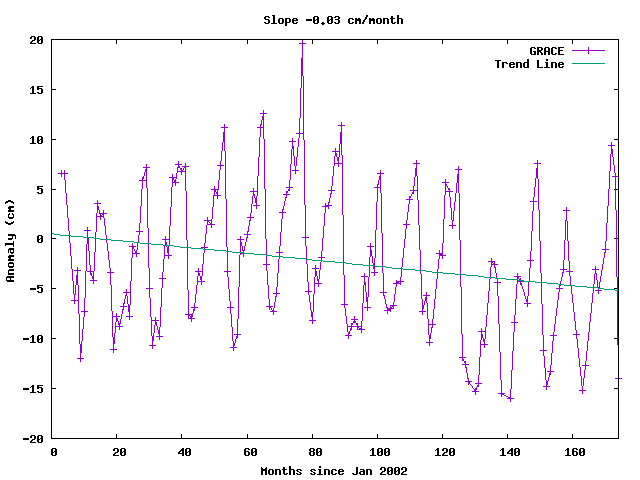 Slope -0.03 cm/month
GRACE
Trend Line
20
15
10
5
0
-5
-10
-15
-20
Anomaly (cm)
0 20 40 60 80 100 120 140 160
Months since Jan 2002